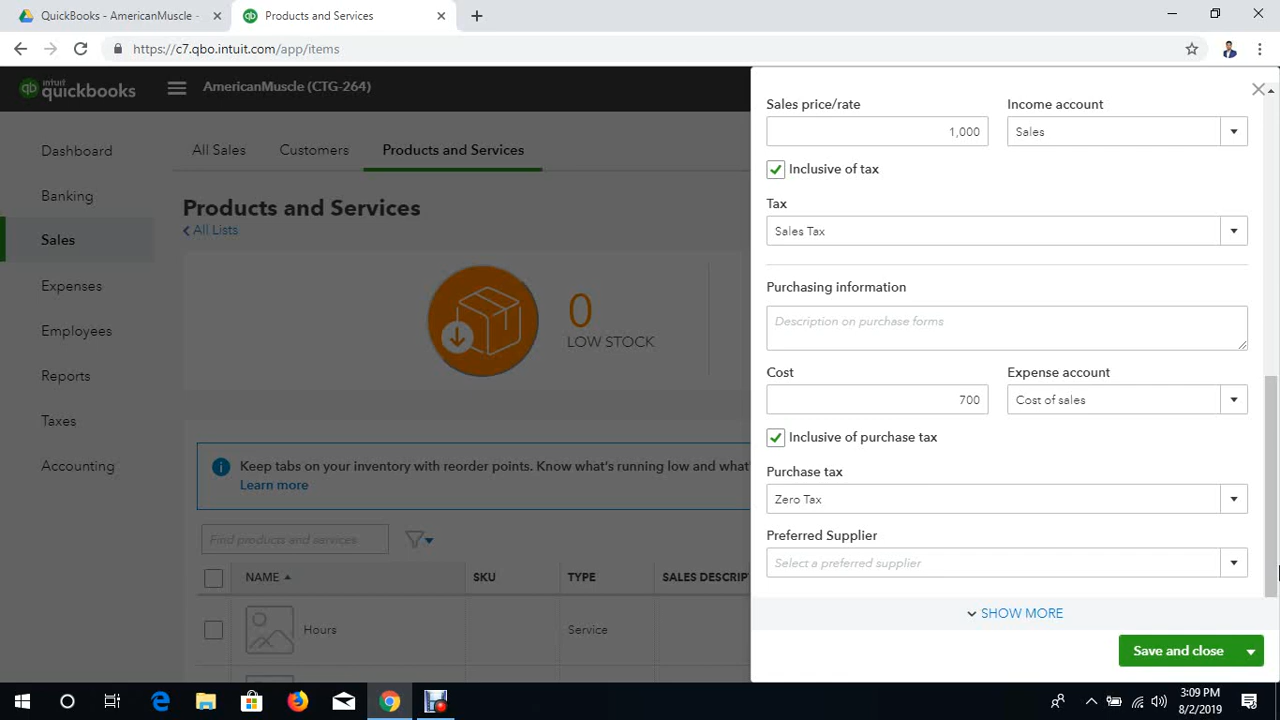 QuickBooks - AmericanMuscle -
Products and Services
https://c7.qbo.intuit.com/app/items
intuit
quickbooks
AmericanMuscle (CTG-264)
Dashboard
Banking
Sales
Expenses
Employees
Reports
Taxes
Accounting
All Sales
Customers
Products and Services
Products and Services
All Lists
0
LOW STOCK
Keep tabs on your inventory with reorder points. Know what's running low and what'
Learn more
Find products and services
NAME
SKU
TYPE
SALES DESCRIP
Hours
Service
Sales price/rate
Income account
1,000
Sales
Inclusive of tax
Tax
Sales Tax
Purchasing information
Description on purchase forms
Cost
Expense account
700
Cost of sales
Inclusive of purchase tax
Purchase tax
Zero Tax
Preferred Supplier
Select a preferred supplier
SHOW MORE
Save and close
3:09 PM
8/2/2019